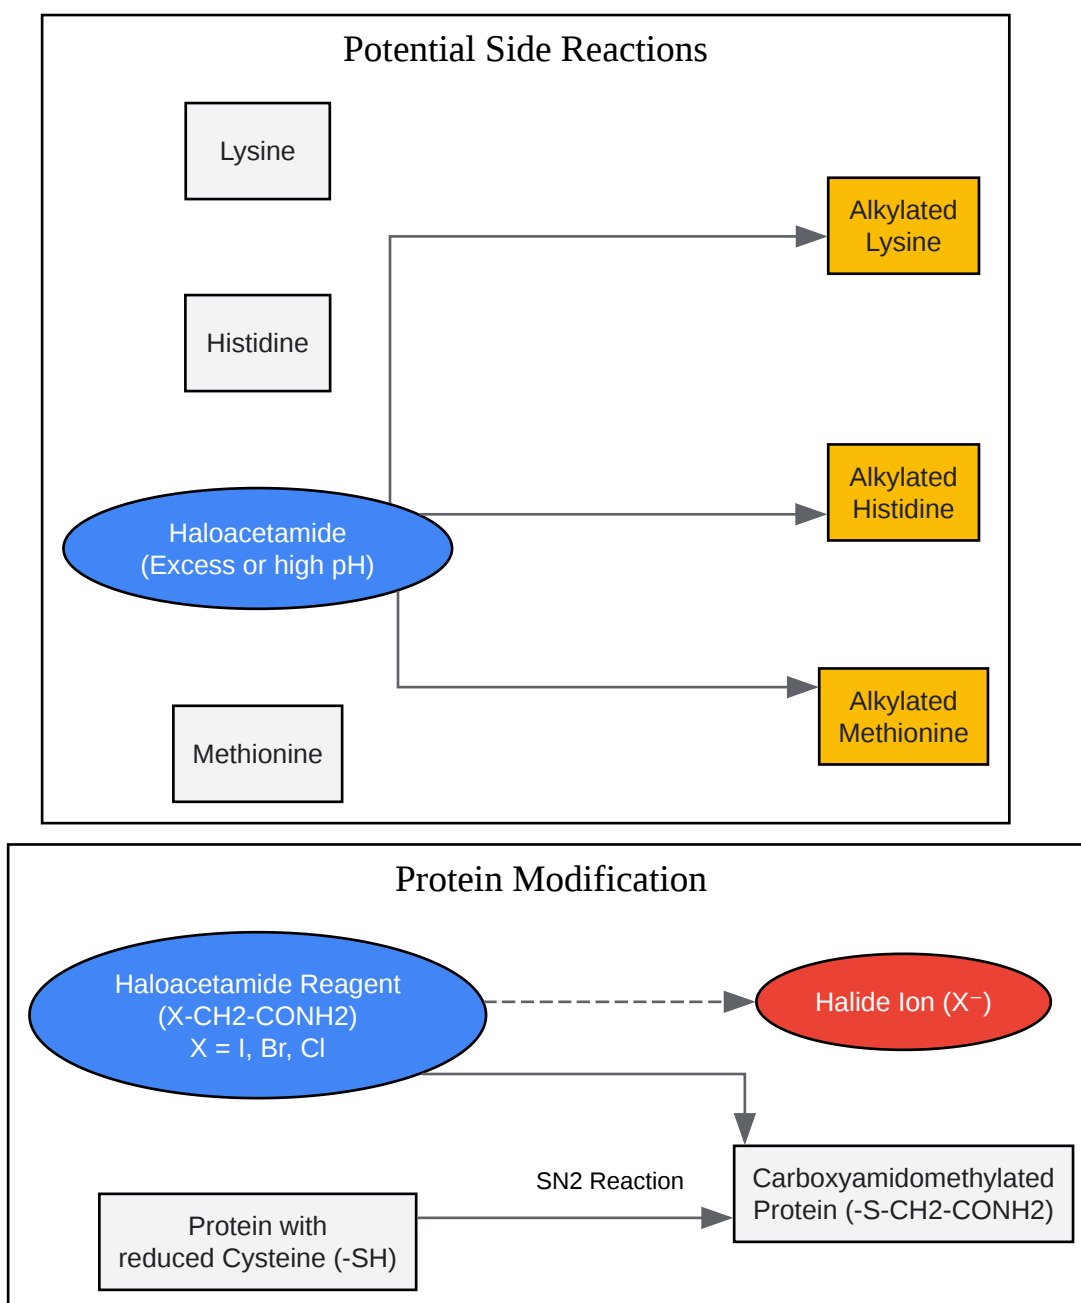 Potential Side Reactions
Lysine
Alkylated
Lysine
Histidine
Alkylated
Histidine
Haloacetamide
(Excess or high pH)
Alkylated
Methionine
Methionine
Protein Modification
Haloacetamide Reagent
(X-CH2-CONH2)
X = I, Br, Cl
Halide Ion (X⁻)
SN2 Reaction
Carboxyamidomethylated
Protein (-S-CH2-CONH2)
Protein with
reduced Cysteine (-SH)